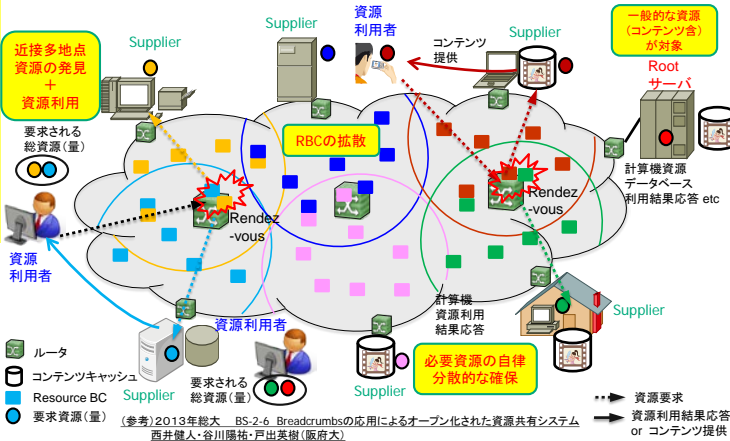 近接多地点
資源の発見
＋
資源利用
Supplier
Supplier
資源
利用者
コンテンツ
提供
Supplier
一般的な資源
（コンテンツ含）
が対象
Root
サーバ
要求される
総資源（量）
RBCの拡散
計算機資源
データベース
利用結果応答 etc
Rendez
-vous
Rendez
-vous
資源
利用者
計算機
資源利用
結果応答
Supplier
資源利用者
ルータ
コンテンツキャッシュ
Resource BC
要求資源（量）
Supplier
要求される
総資源（量）
Supplier
必要資源の自律
分散的な確保
資源要求
資源利用結果応答
or コンテンツ提供
(参考)２０１３年総大　BS-2-6 Breadcrumbsの応用によるオープン化された資源共有システム
西井健人・谷川陽祐・戸出英樹(阪府大)